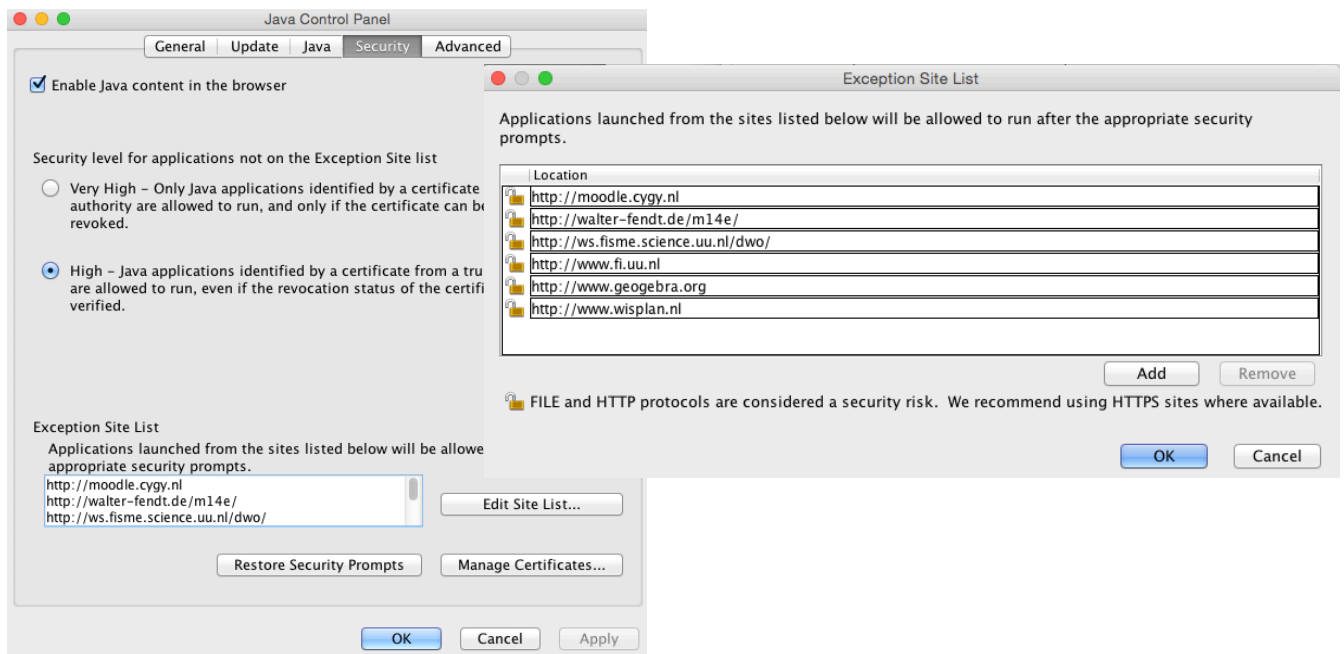 Java Control Panel
General
Update
Java
Security
Advanced
Enable Java content in the browser
Security level for applications not on the Exception Site list
Very High – Only Java applications identified by a certificate
authority are allowed to run, and only if the certificate can be
revoked.
High – Java applications identified by a certificate from a tru
are allowed to run, even if the revocation status of the certifi
verified.
Exception Site List
Applications launched from the sites listed below will be allowe
appropriate security prompts.
http://moodle.cygy.nl
http://walter-fendt.de/m14e/
http://ws.fisme.science.uu.nl/dwo/
Edit Site List...
Restore Security Prompts
Manage Certificates...
OK
Cancel
Apply
Exception Site List
Applications launched from the sites listed below will be allowed to run after the appropriate security
prompts.
Location
http://moodle.cygy.nl
http://walter-fendt.de/m14e/
http://ws.fisme.science.uu.nl/dwo/
http://www.fi.uu.nl
http://www.geogebra.org
http://www.wisplan.nl
Add
Remove
FILE and HTTP protocols are considered a security risk.  We recommend using HTTPS sites where available.
OK
Cancel